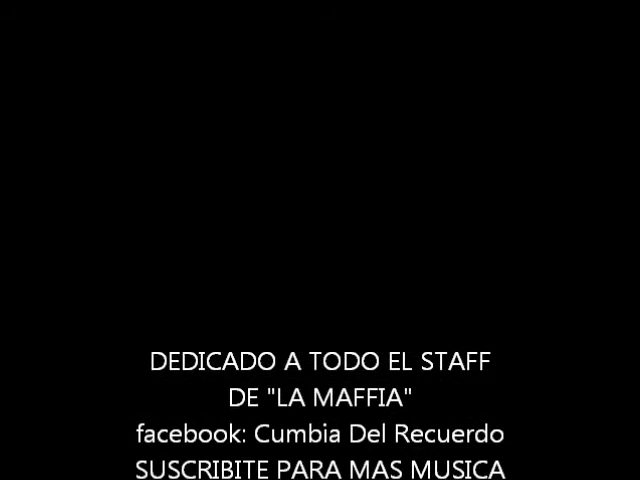 DEDICADO A TODO EL STAFF
DE "LA MAFFIA"
facebook: Cumbia Del Recuerdo
SUSCRIBITE PARA MAS MUSICA